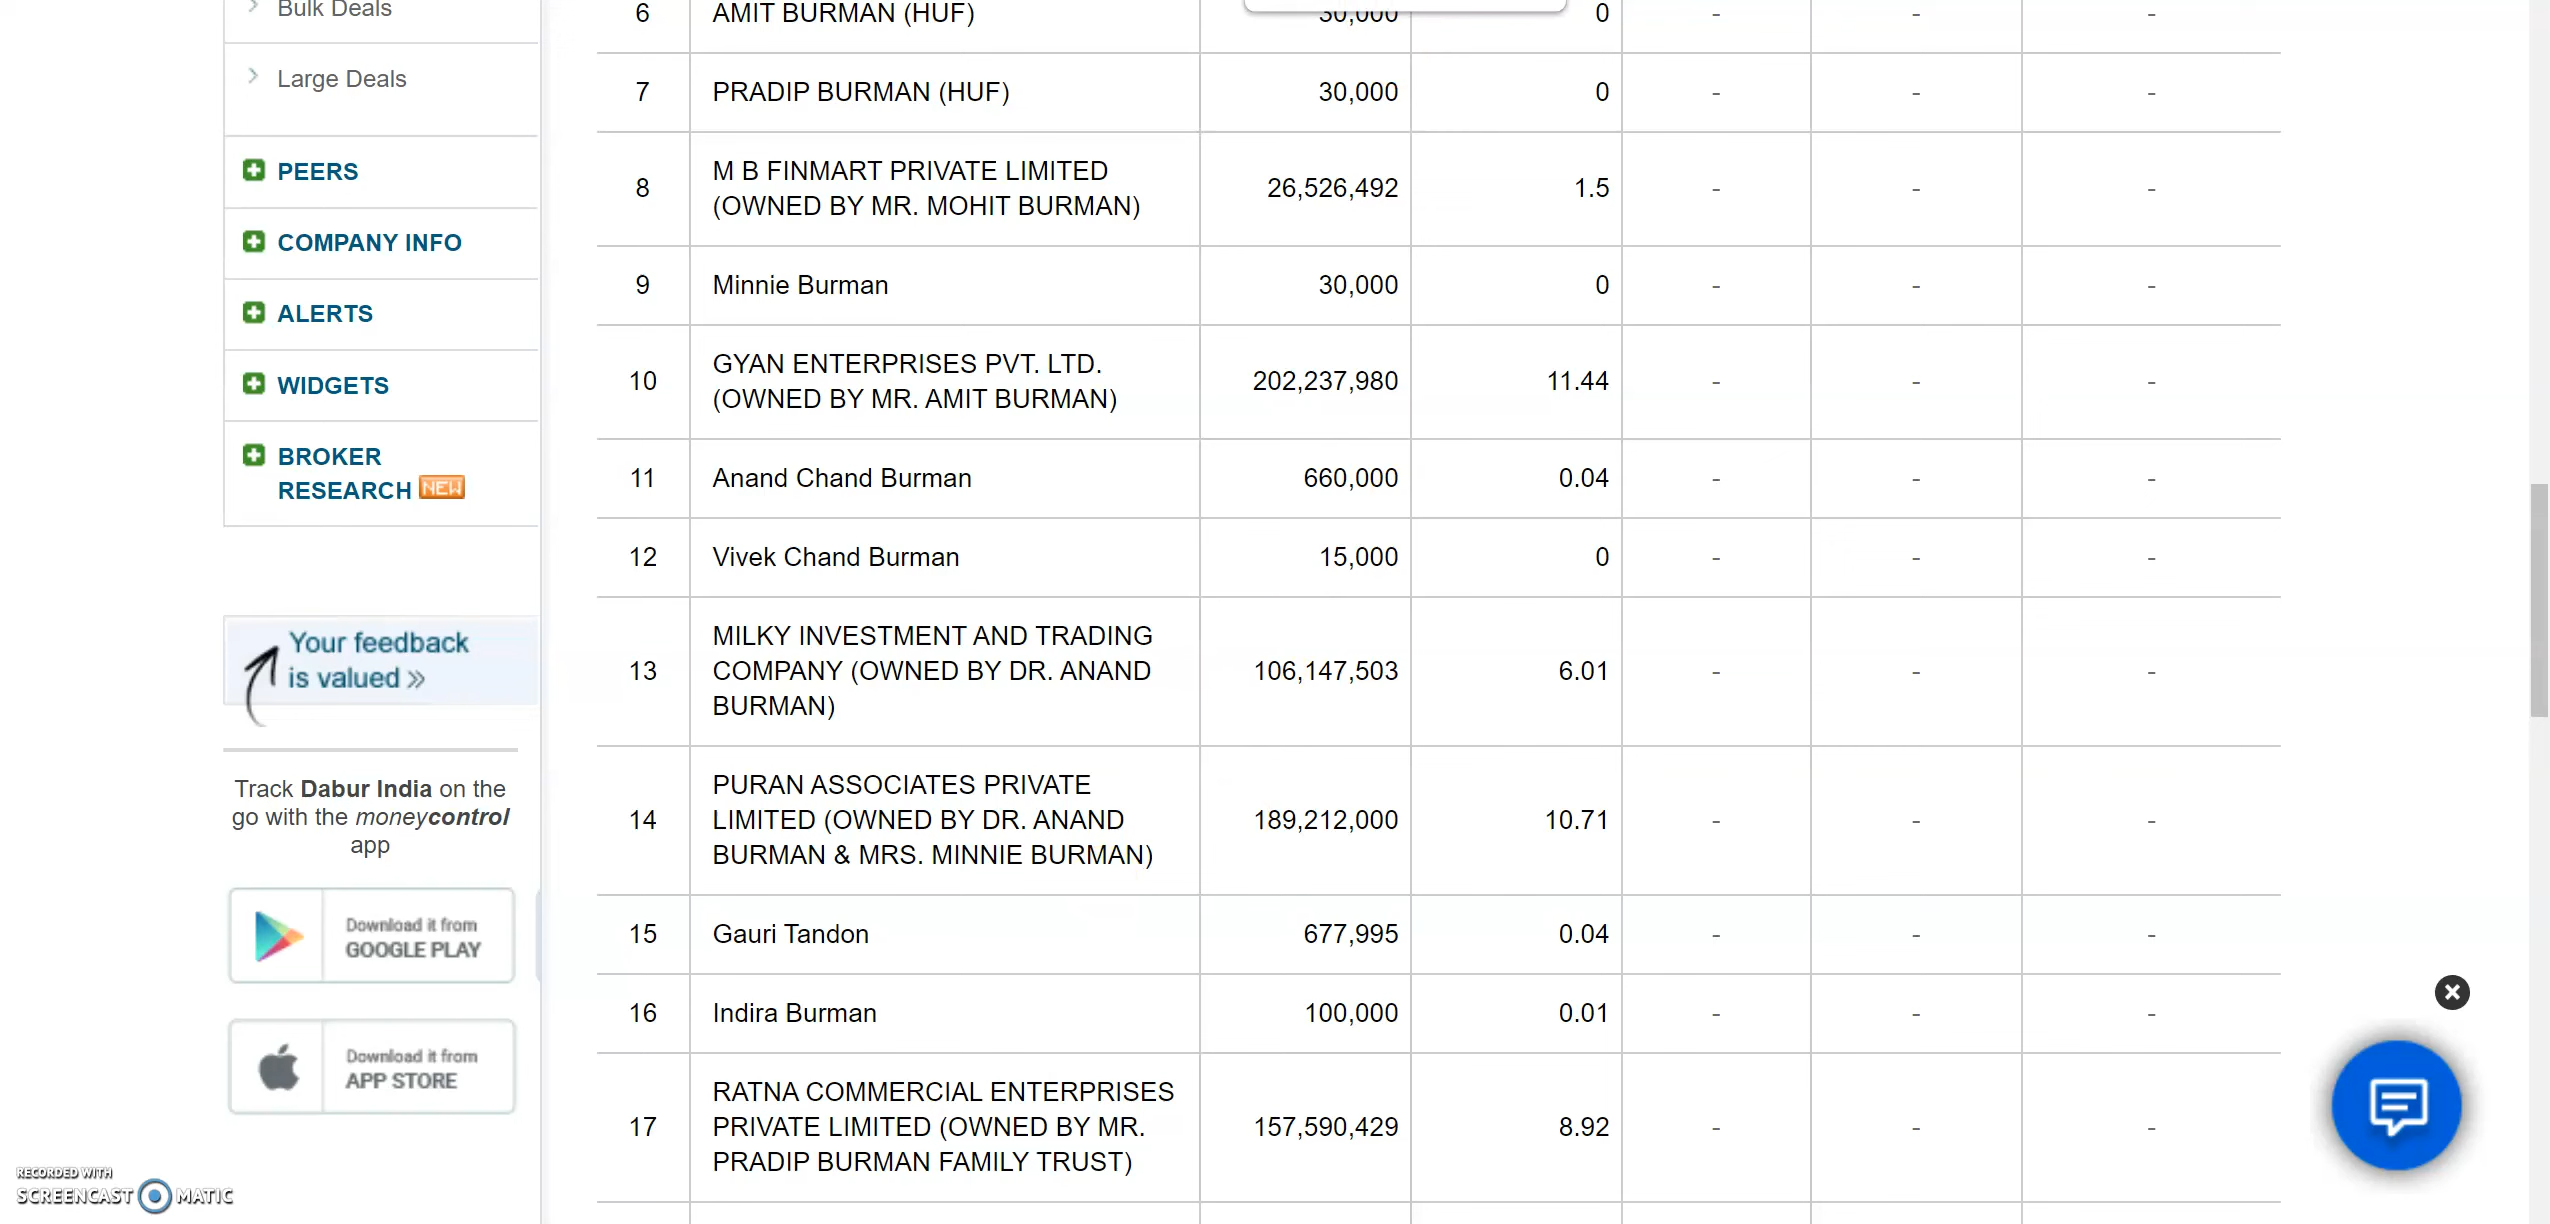 Bulk Deals
Large Deals
PEERS
COMPANY INFO
ALERTS
WIDGETS
BROKER
RESEARCH NEW
Your feedback
is valued »
Track Dabur India on the
go with the moneycontrol
app
Download it from
GOOGLE PLAY
Download it from
APP STORE
RECORDED WITH
SCREENCAST MATIC
6 AMIT BURMAN (HUF) 30,000 0 - - -
7 PRADIP BURMAN (HUF) 30,000 0 - - -
M B FINMART PRIVATE LIMITED
8 26,526,492 1.5 - - -
(OWNED BY MR. MOHIT BURMAN)
9 Minnie Burman 30,000 0 - - -
GYAN ENTERPRISES PVT. LTD.
10 202,237,980 11.44 - - -
(OWNED BY MR. AMIT BURMAN)
11 Anand Chand Burman 660,000 0.04 - - -
12 Vivek Chand Burman 15,000 0 - - -
MILKY INVESTMENT AND TRADING
13 COMPANY (OWNED BY DR. ANAND 106,147,503 6.01 - - -
BURMAN)
PURAN ASSOCIATES PRIVATE
14 LIMITED (OWNED BY DR. ANAND 189,212,000 10.71 - - -
BURMAN & MRS. MINNIE BURMAN)
15 Gauri Tandon 677,995 0.04 - - -
16 Indira Burman 100,000 0.01 - - -
RATNA COMMERCIAL ENTERPRISES
17 PRIVATE LIMITED (OWNED BY MR. 157,590,429 8.92 - - -
PRADIP BURMAN FAMILY TRUST)